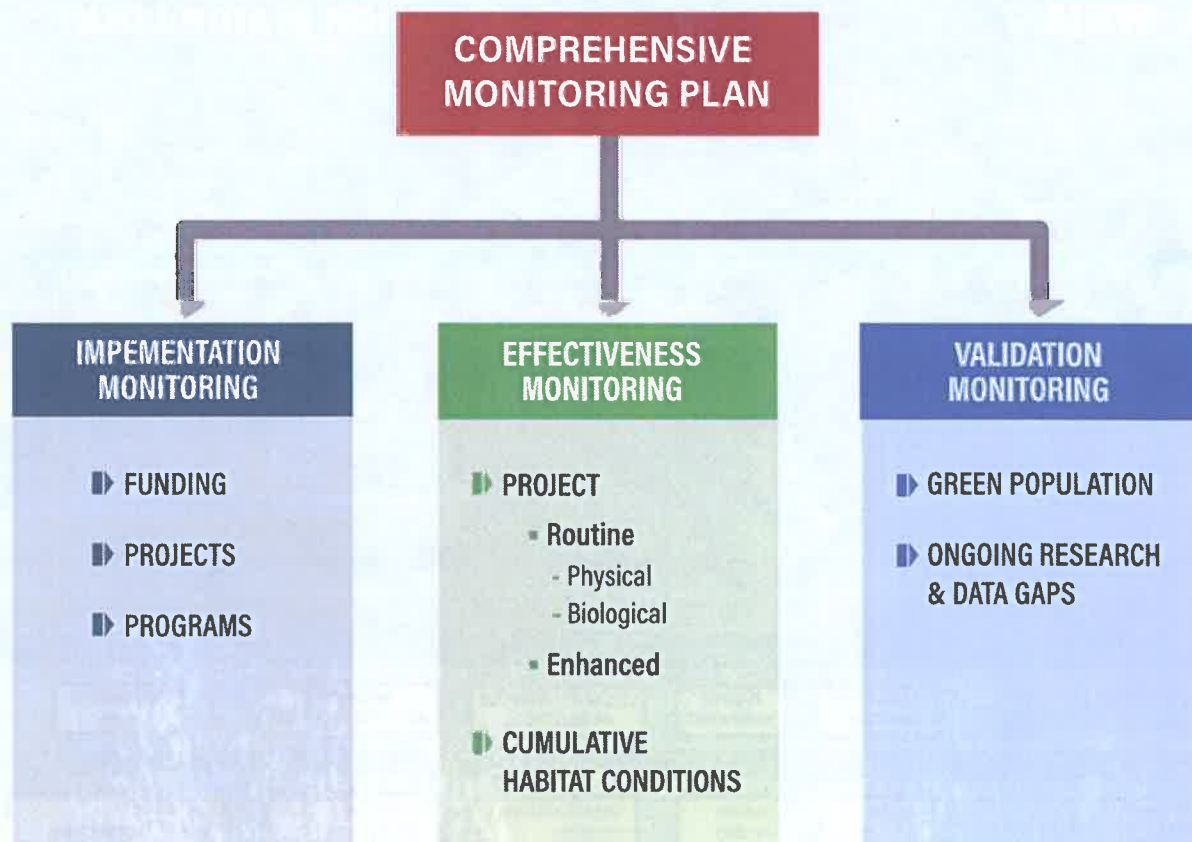 COMPREHENSIVE
MONITORING PLAN
IMPEMENTATION
MONITORING
FUNDING
PROJECTS
PROGRAMS
EFFECTIVENESS
MONITORING
PROJECT
▪ Routine
- Physical
- Biological
▪ Enhanced
CUMULATIVE
HABITAT CONDITIONS
VALIDATION
MONITORING
GREEN POPULATION
ONGOING RESEARCH
& DATA GAPS